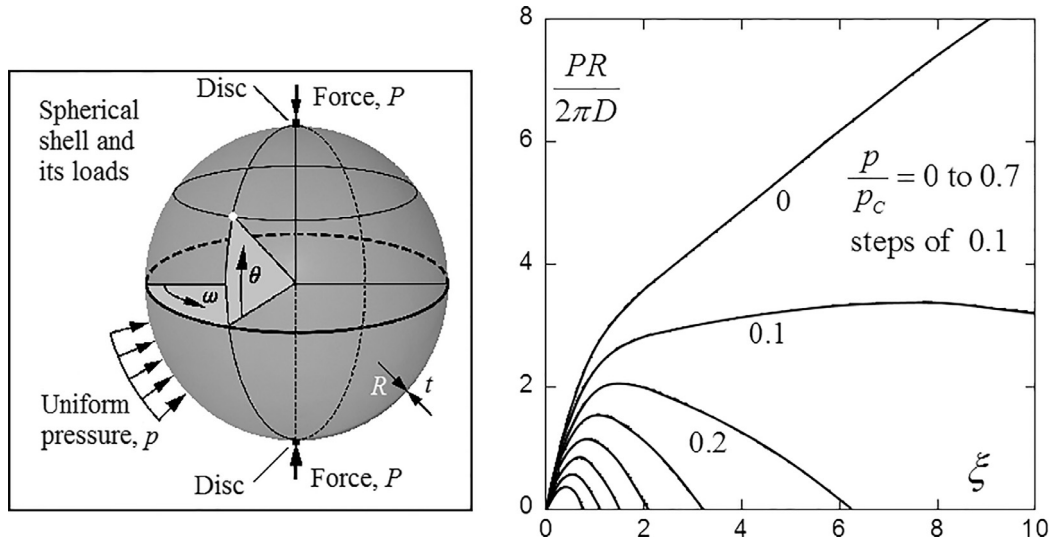 Spherical
shell and
its loads
Disc
Force, P
θ
ω
R
t
Uniform
pressure, p
Disc
Force, P
8
PR
2πD
6
p
p_C = 0 to 0.7
steps of 0.1
0
4
0.1
2
0.2
ξ
0
0 2 4 6 8 10